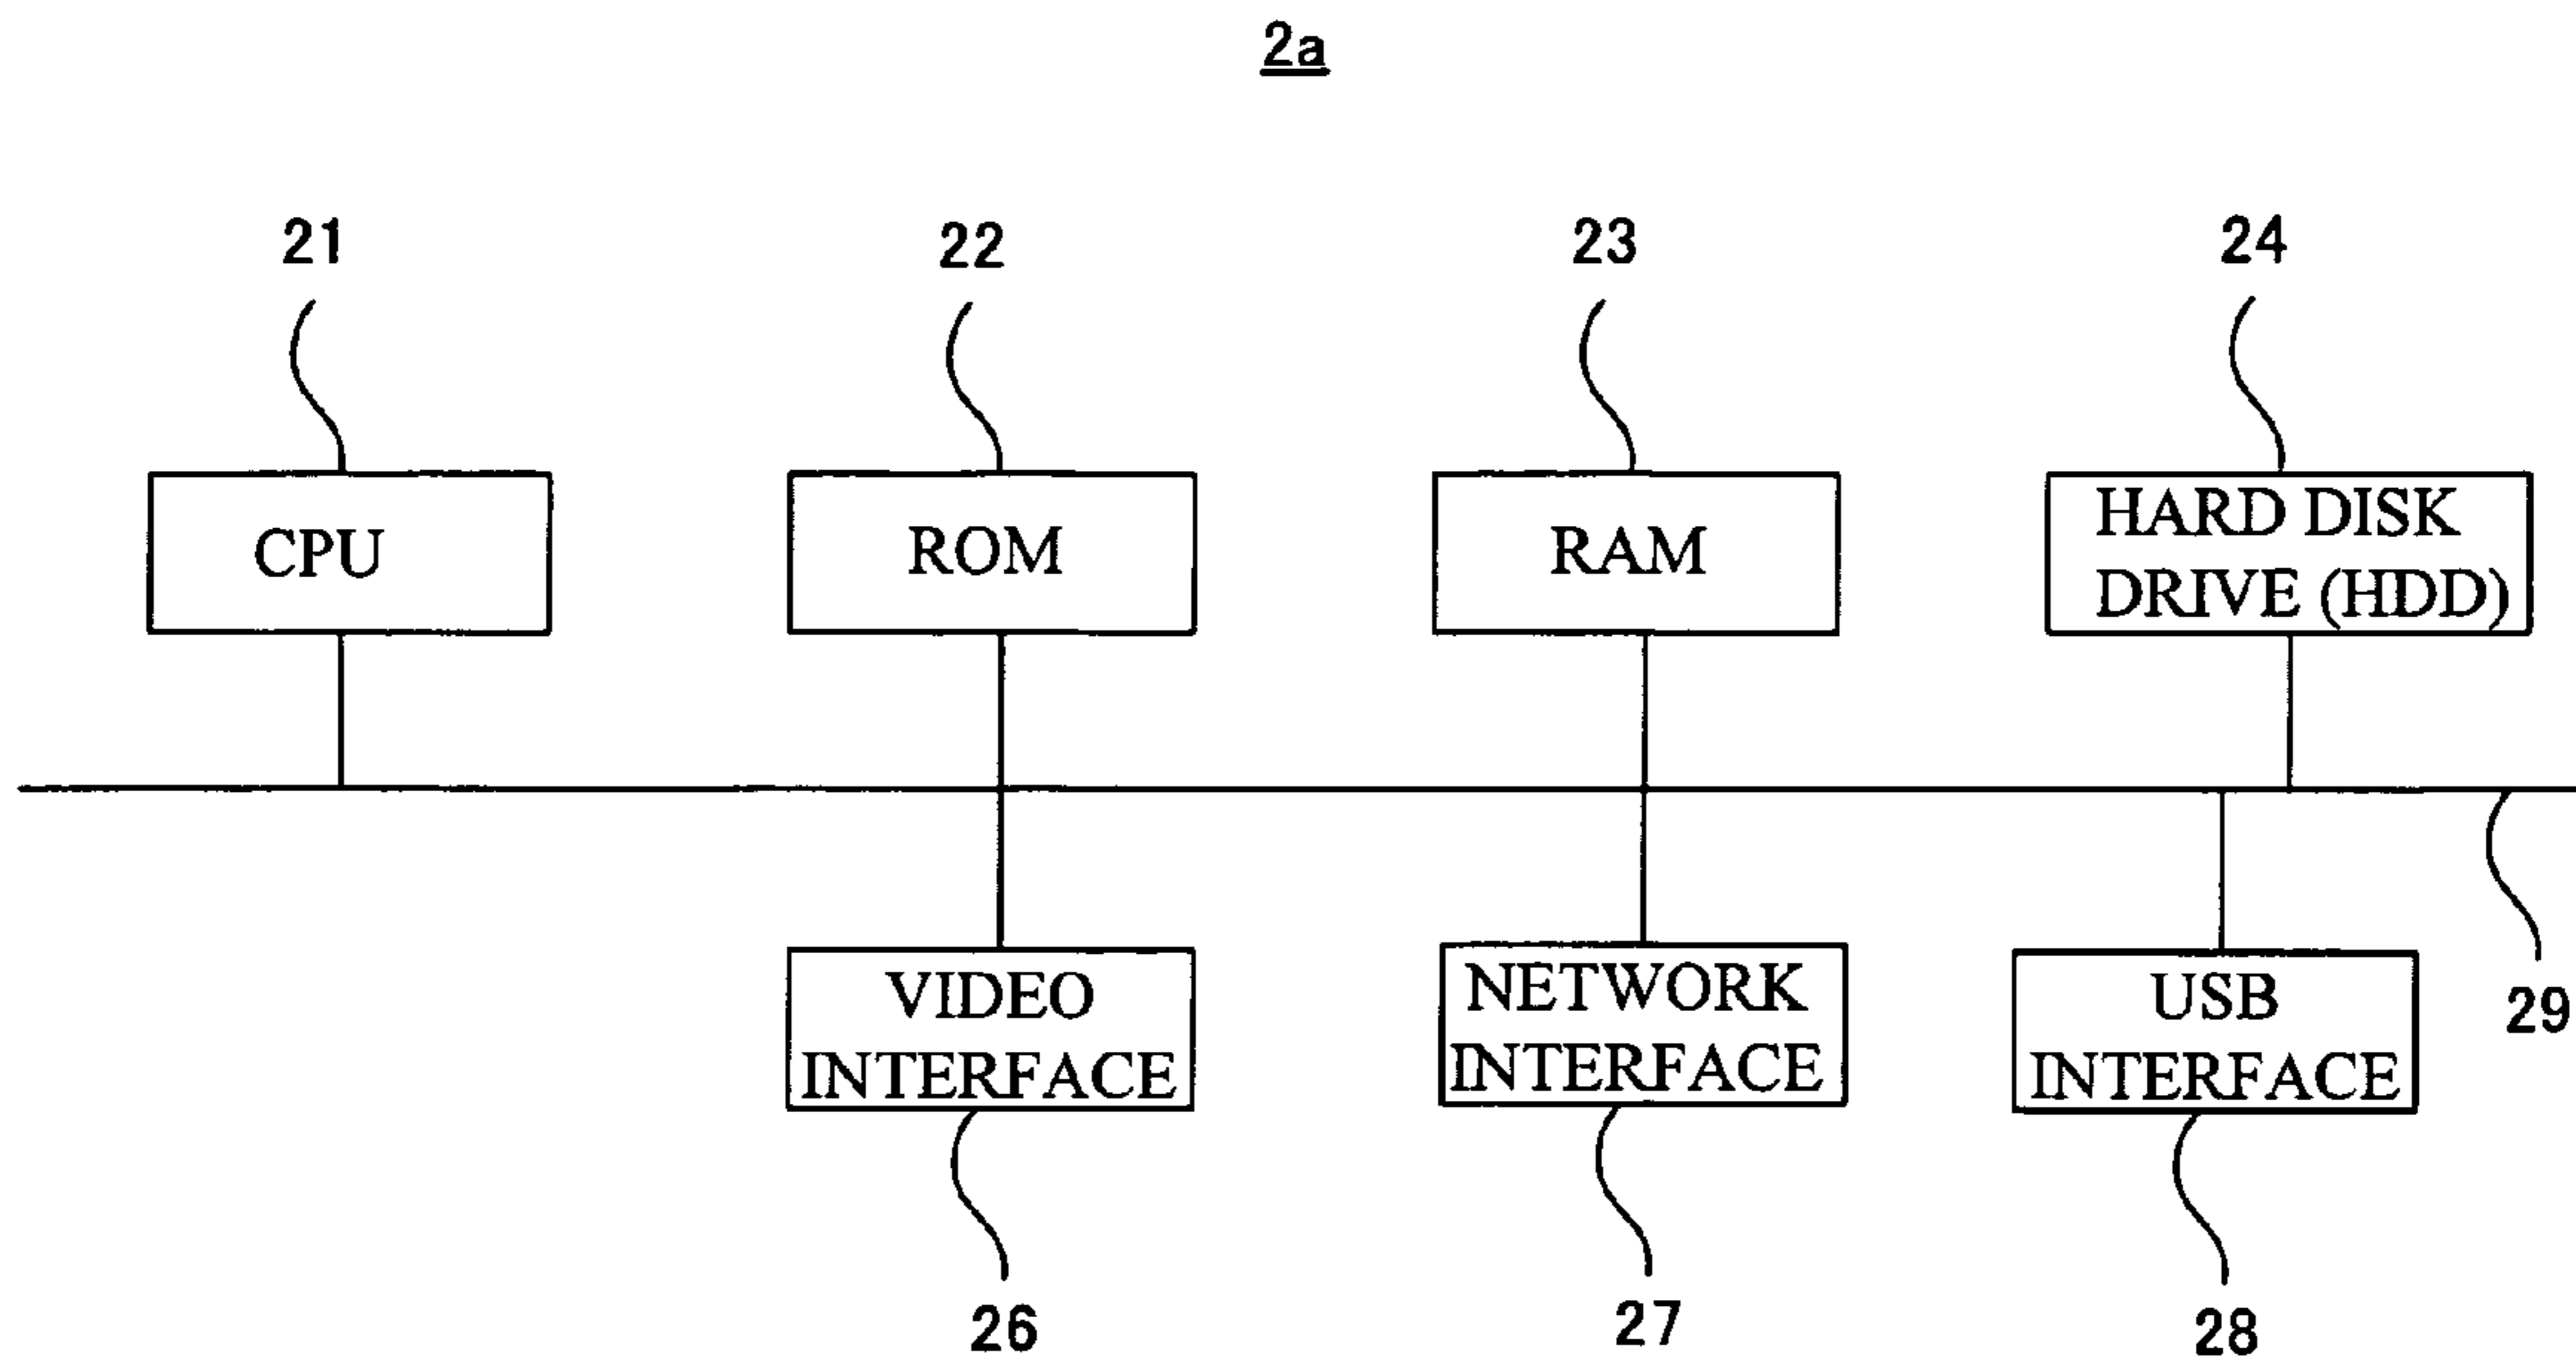 2a
21
22
23
24
CPU
ROM
RAM
HARD DISK
DRIVE (HDD)
VIDEO
INTERFACE
NETWORK
INTERFACE
USB
INTERFACE
29
26
27
28